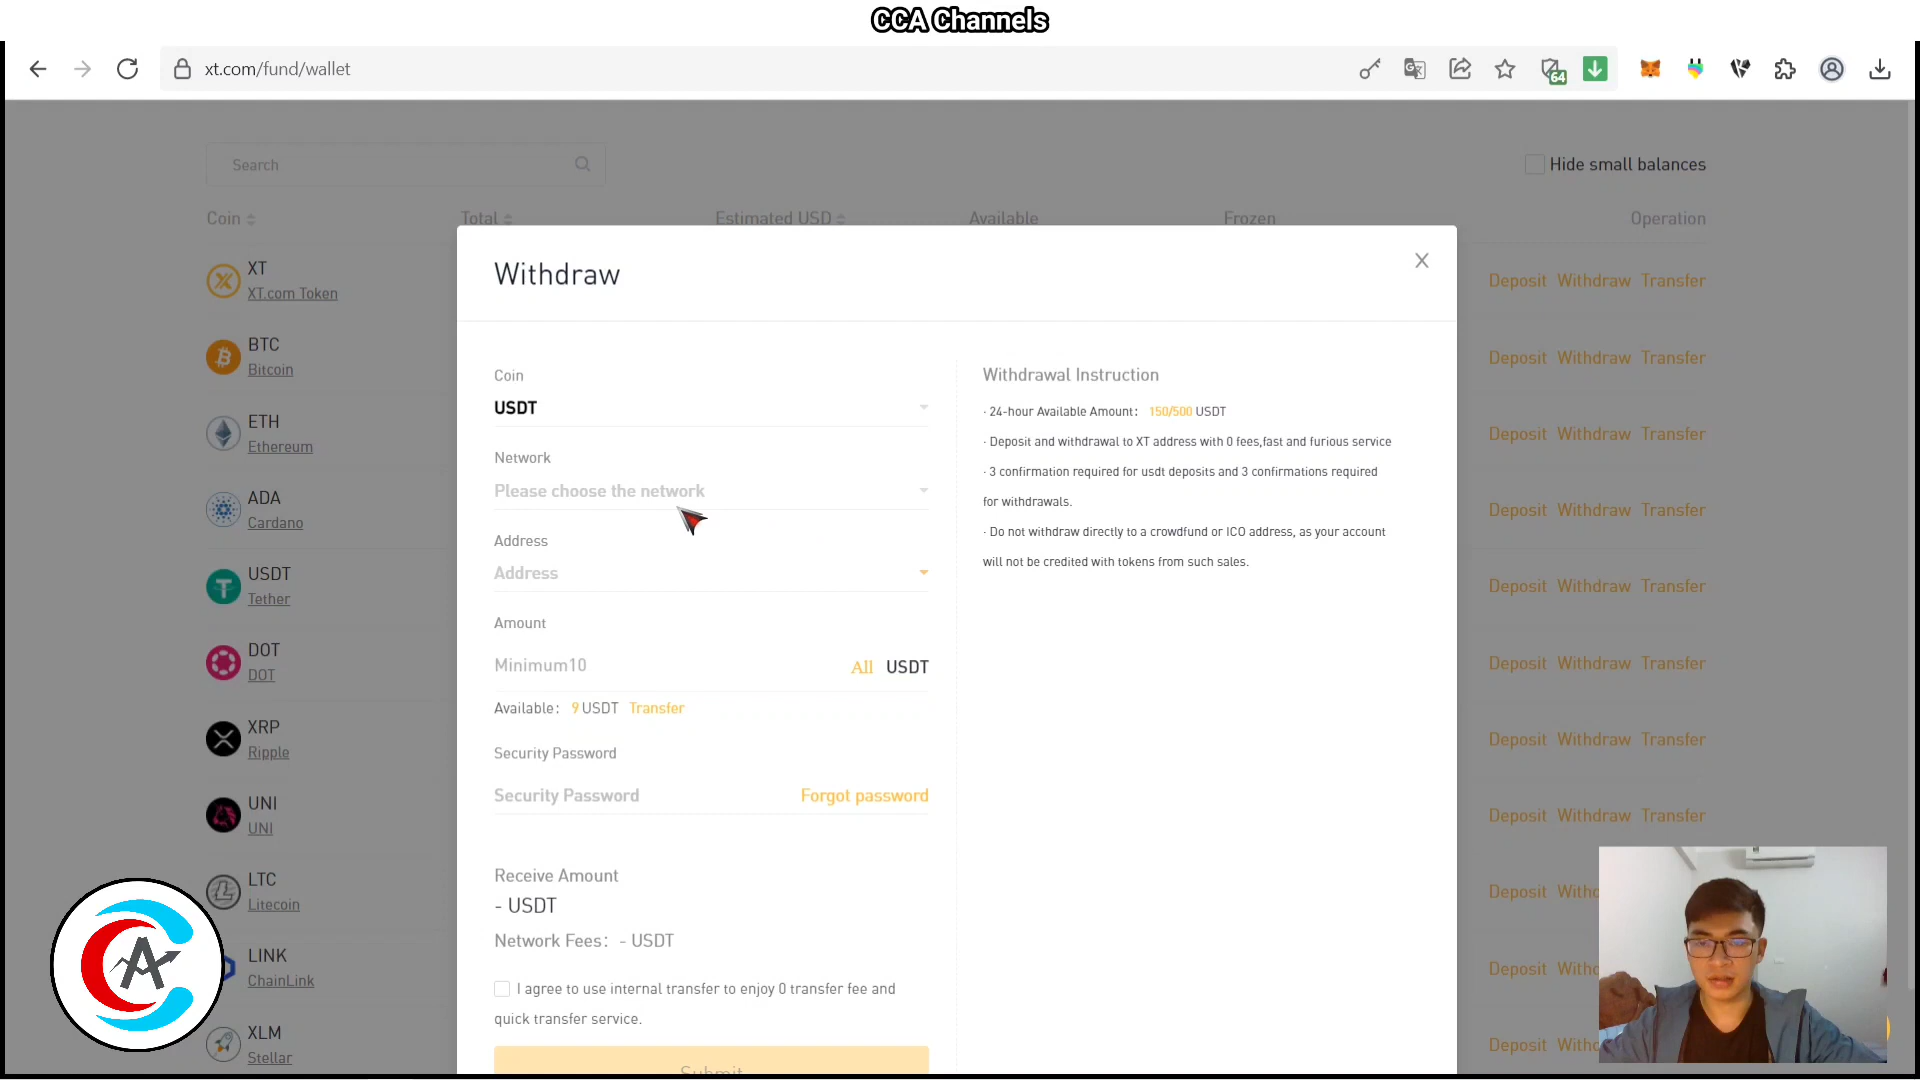 CCA Channels
xt.com/fund/wallet
64
Search
Hide small balances
Coin
Total
Estimated USD
Available
Frozen
Operation
XT
XT.com Token
Deposit Withdraw Transfer
BTC
Bitcoin
Deposit Withdraw Transfer
ETH
Ethereum
Deposit Withdraw Transfer
ADA
Cardano
Deposit Withdraw Transfer
USDT
Tether
Deposit Withdraw Transfer
DOT
DOT
Deposit Withdraw Transfer
XRP
Ripple
Deposit Withdraw Transfer
UNI
UNI
Deposit Withdraw Transfer
LTC
Litecoin
Deposit
LINK
ChainLink
Deposit
XLM
Stellar
Deposit
Withdraw
X
Coin
USDT
Network
Please choose the network
Address
Address
Amount
Minimum10
All USDT
Available: 9 USDT Transfer
Security Password
Security Password
Forgot password
Receive Amount
- USDT
Network Fees: - USDT
I agree to use internal transfer to enjoy 0 transfer fee and
quick transfer service.
Submit
Withdrawal Instruction
· 24-hour Available Amount: 150/500 USDT
· Deposit and withdrawal to XT address with 0 fees,fast and furious service
· 3 confirmation required for usdt deposits and 3 confirmations required
for withdrawals.
· Do not withdraw directly to a crowdfund or ICO address, as your account
will not be credited with tokens from such sales.